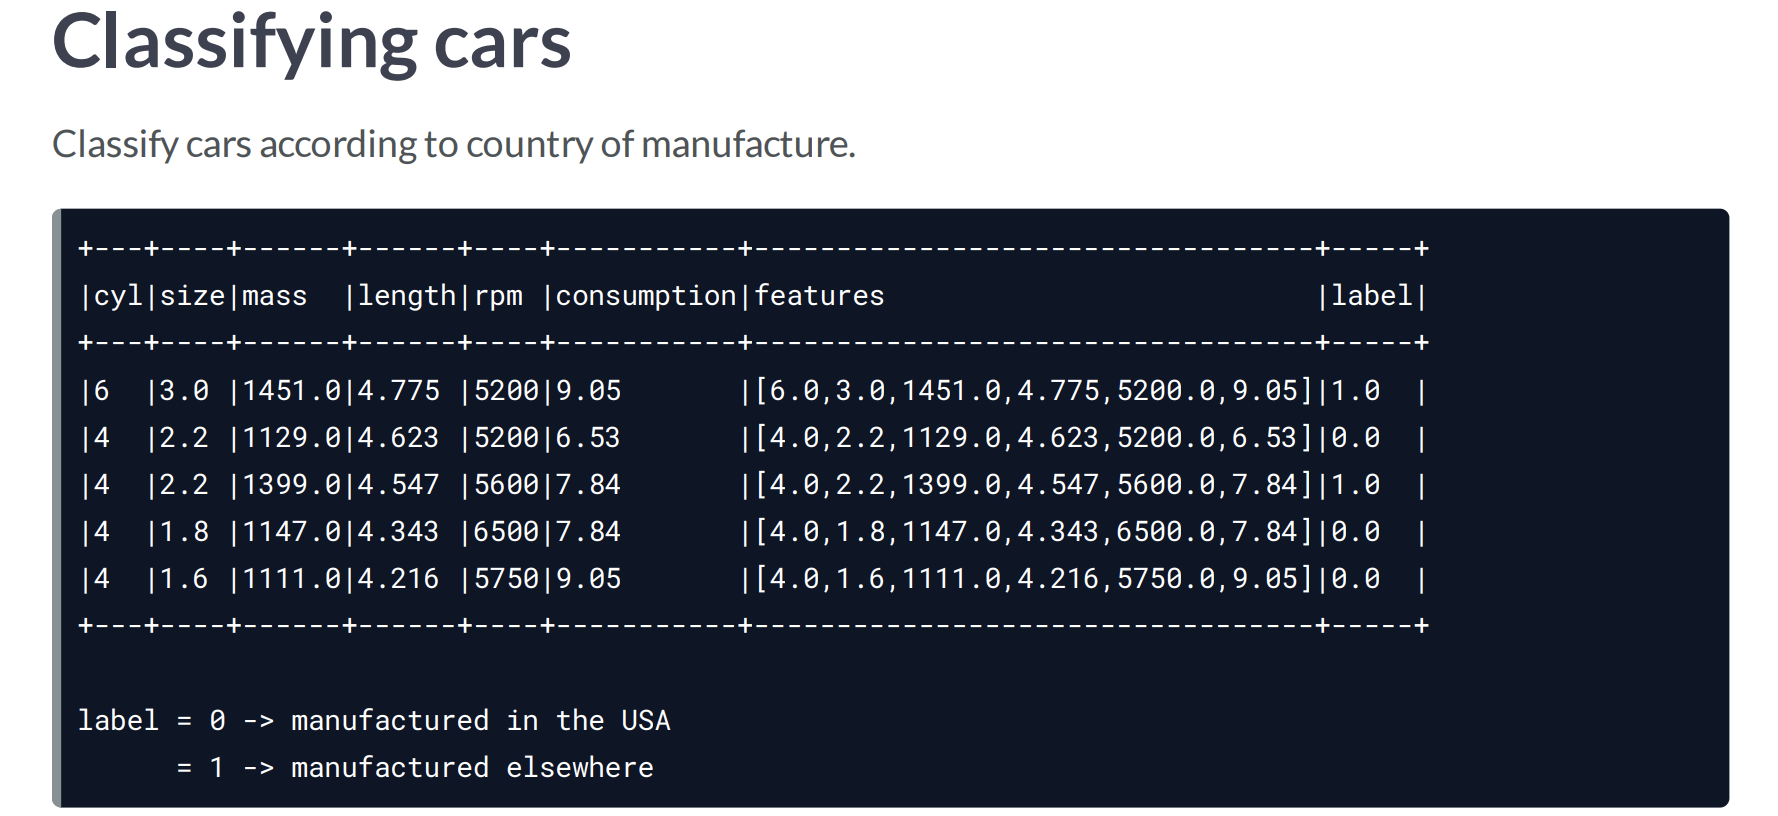 Classifying cars
Classify cars according to country of manufacture.
+---+----+------+------+----+-----------+----------------------------------+-----+
|cyl|size|mass  |length|rpm |consumption|features                          |label|
+---+----+------+------+----+-----------+----------------------------------+-----+
|6  |3.0 |1451.0|4.775 |5200|9.05       |[6.0,3.0,1451.0,4.775,5200.0,9.05]|1.0  |
|4  |2.2 |1129.0|4.623 |5200|6.53       |[4.0,2.2,1129.0,4.623,5200.0,6.53]|0.0  |
|4  |2.2 |1399.0|4.547 |5600|7.84       |[4.0,2.2,1399.0,4.547,5600.0,7.84]|1.0  |
|4  |1.8 |1147.0|4.343 |6500|7.84       |[4.0,1.8,1147.0,4.343,6500.0,7.84]|0.0  |
|4  |1.6 |1111.0|4.216 |5750|9.05       |[4.0,1.6,1111.0,4.216,5750.0,9.05]|0.0  |
+---+----+------+------+----+-----------+----------------------------------+-----+
label = 0 -> manufactured in the USA
      = 1 -> manufactured elsewhere